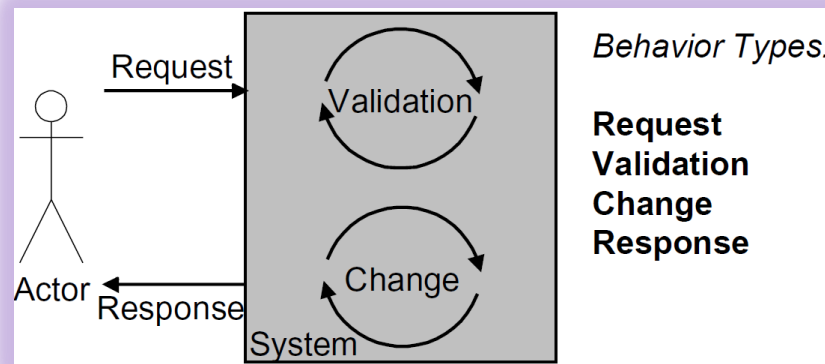 Request
Validation
Change
Actor
Response
System
Behavior Types:
Request
Validation
Change
Response